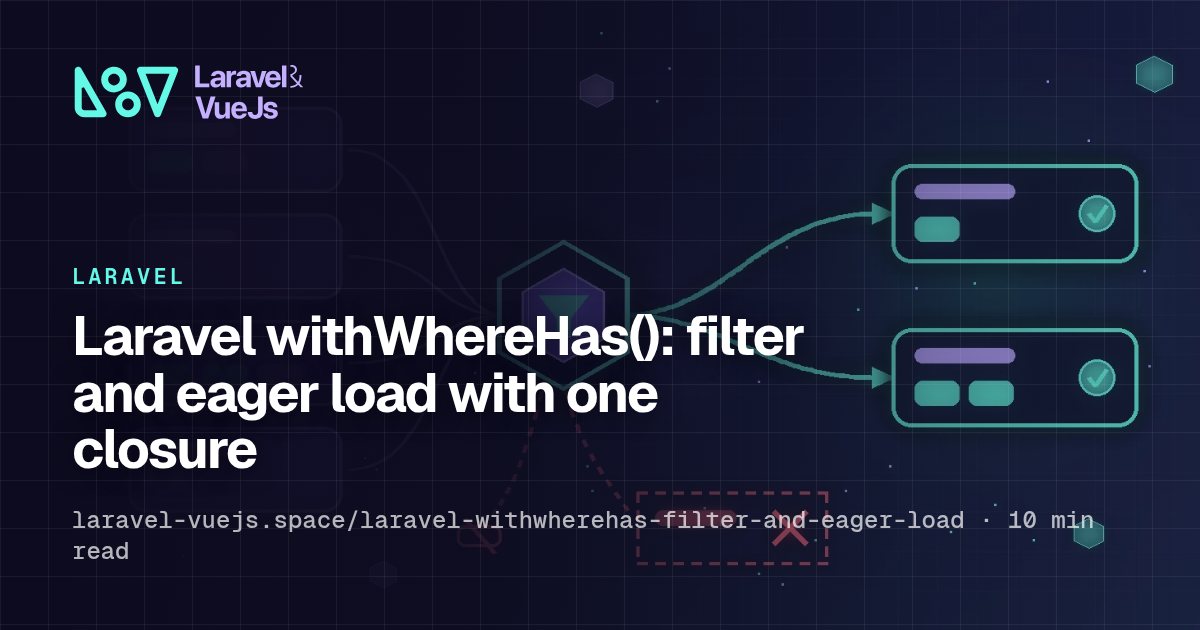 Laravel&
VueJs
LARAVEL
Laravel withWhereHas(): filter
and eager load with one
closure
laravel-vuejs.space/laravel-withwherehas-filter-and-eager-load · 10 min
read